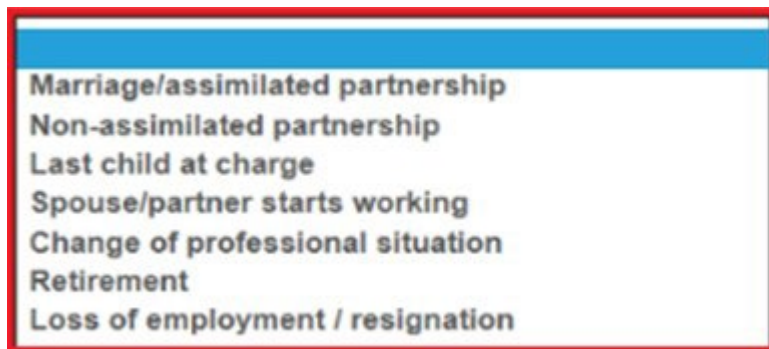 Marriage/assimilated partnership
Non-assimilated partnership
Last child at charge
Spouse/partner starts working
Change of professional situation
Retirement
Loss of employment / resignation